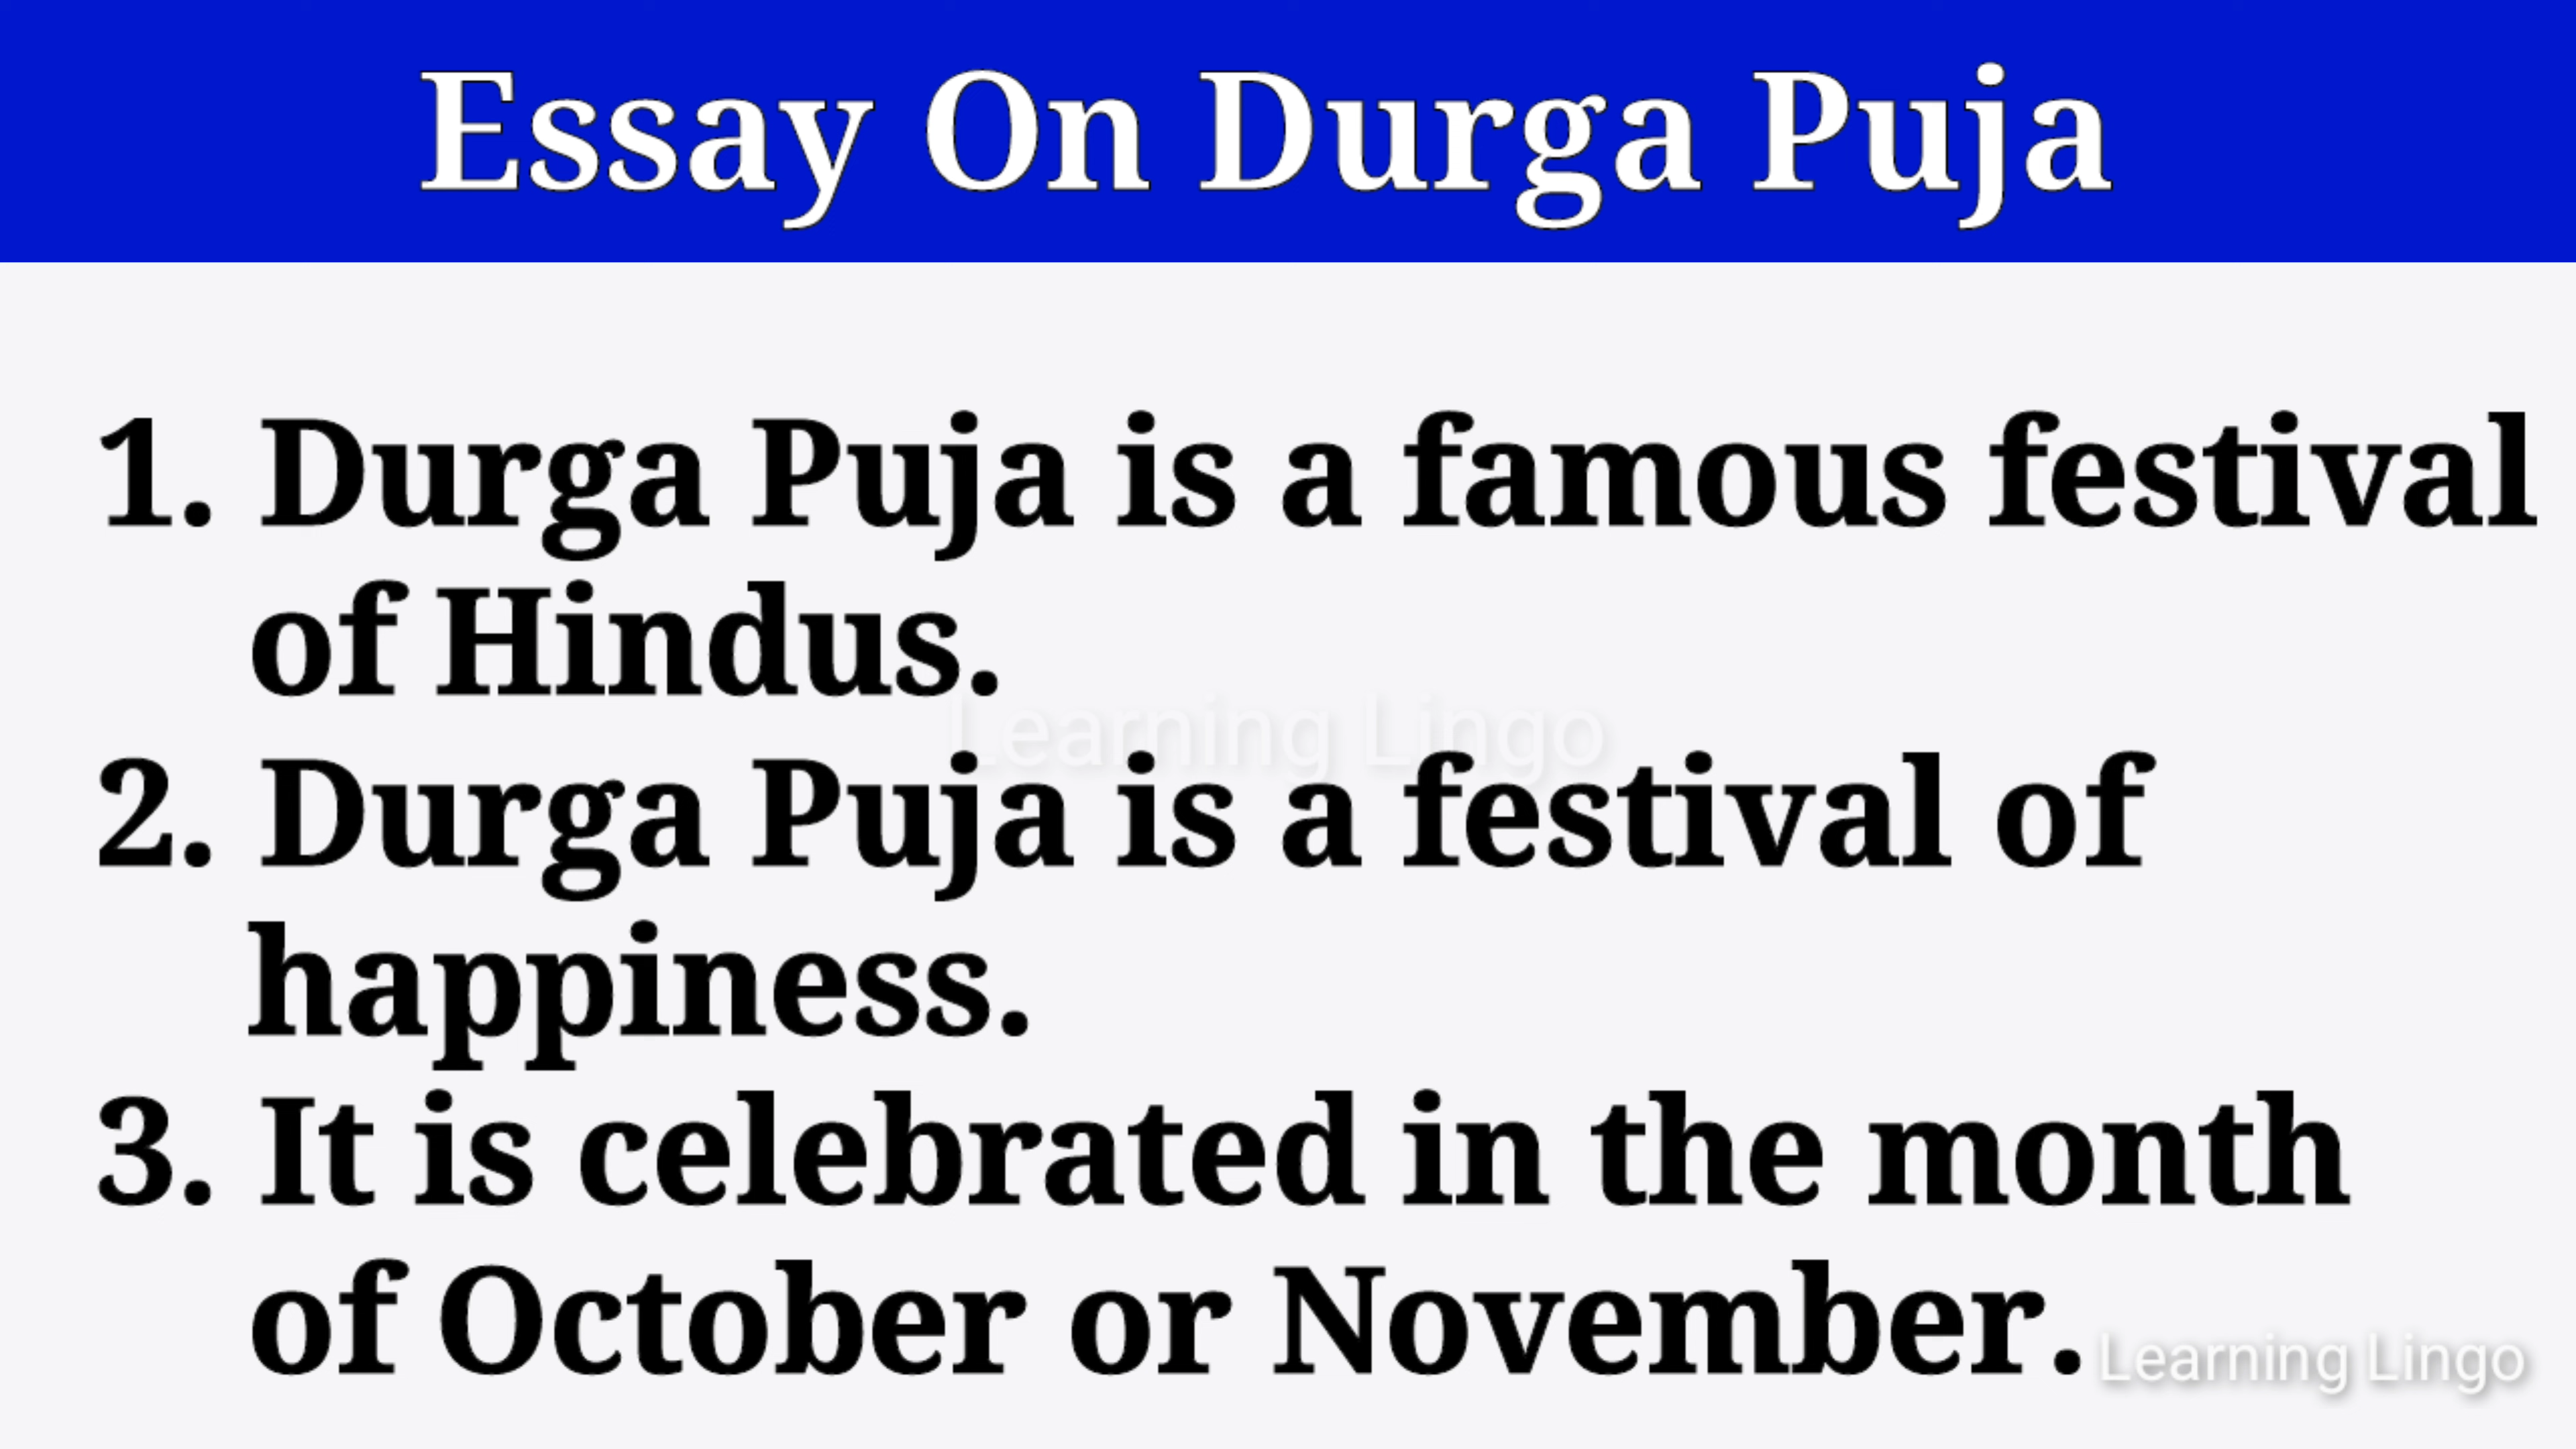 Essay On Durga Puja
1. Durga Puja is a famous festival
of Hindus.
Learning Lingo
2. Durga Puja is a festival of
happiness.
3. It is celebrated in the month
of October or November.
Learning Lingo